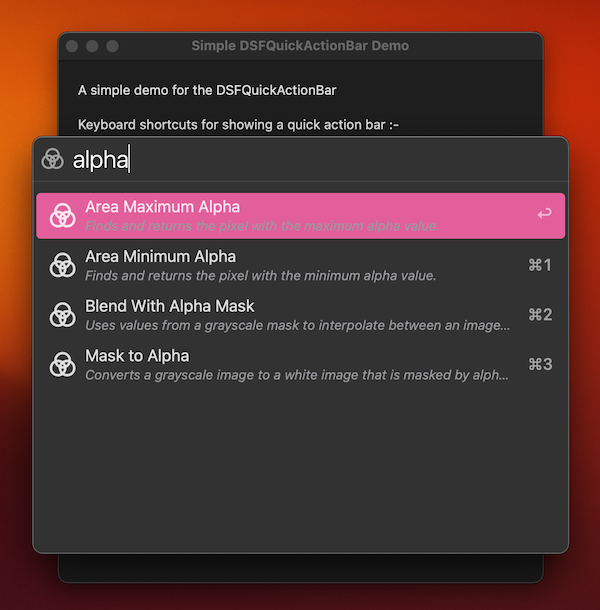 Simple DSFQuickActionBar Demo
A simple demo for the DSFQuickActionBar
Keyboard shortcuts for showing a quick action bar :-
alpha
Area Maximum Alpha
Finds and returns the pixel with the maximum alpha value.
↩
Area Minimum Alpha
Finds and returns the pixel with the minimum alpha value.
⌘1
Blend With Alpha Mask
Uses values from a grayscale mask to interpolate between an image...
⌘2
Mask to Alpha
Converts a grayscale image to a white image that is masked by alph...
⌘3